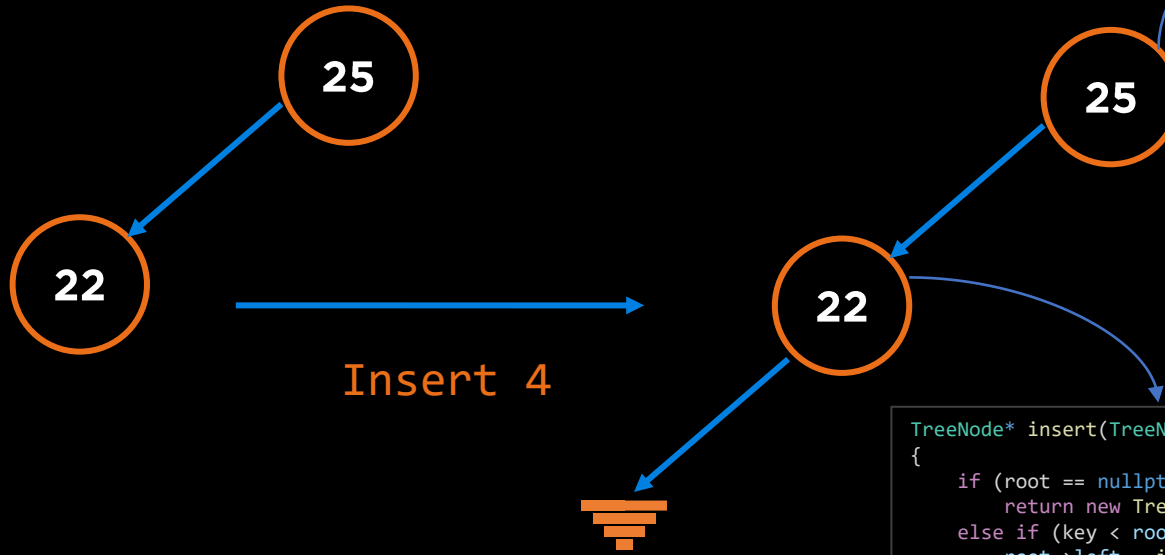 25
25
22
22
Insert 4
TreeNode* insert(TreeN
{
if (root == nullpt
return new Tre
else if (key < roo